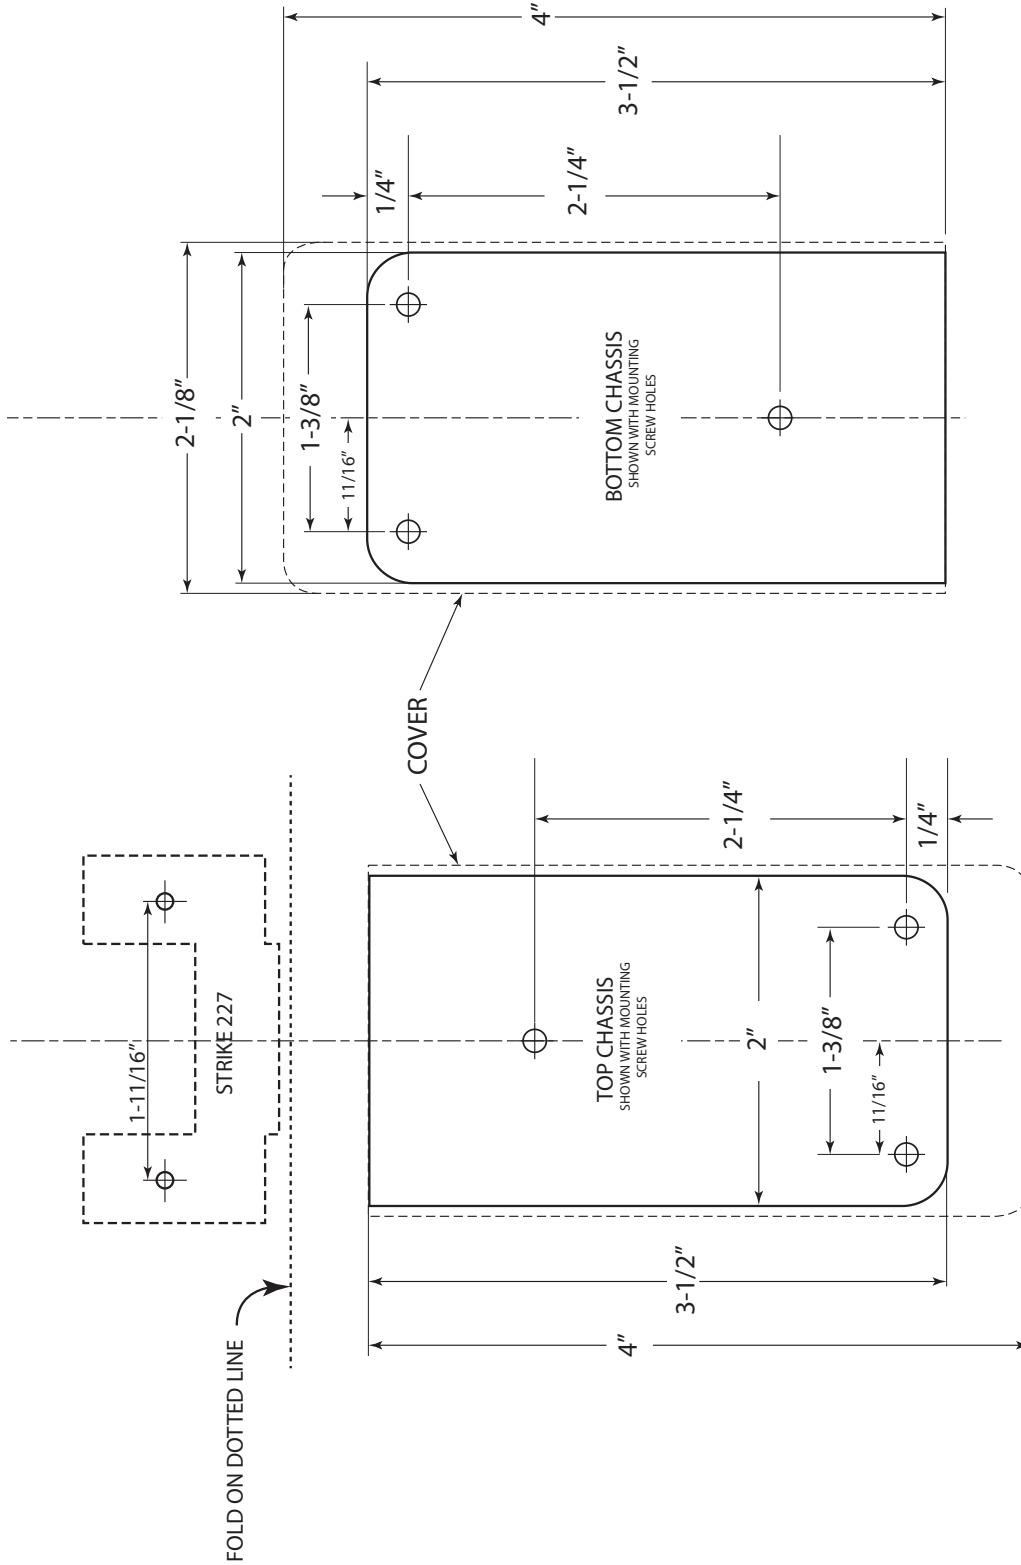 4"
3-1/2"
1/4"
2-1/4"
2-1/8"
2"
1-3/8"
11/16"
BOTTOM CHASSIS
SHOWN WITH MOUNTING
SCREW HOLES
COVER
1-11/16"
STRIKE 227
2-1/4"
1/4"
TOP CHASSIS
SHOWN WITH MOUNTING
SCREW HOLES
2"
1-3/8"
11/16"
3-1/2"
4"
FOLD ON DOTTED LINE